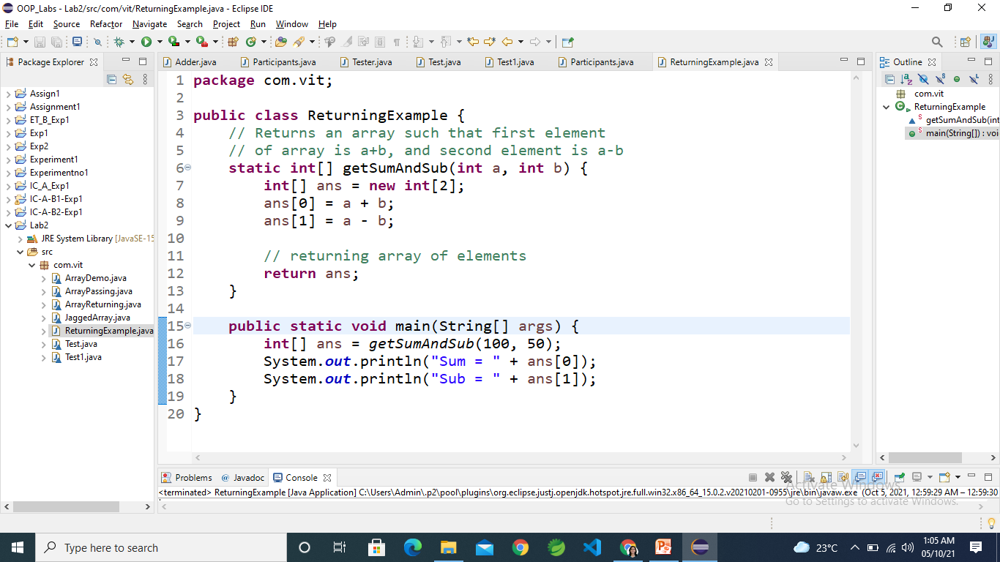 OOP_Labs - Lab2/src/com/vit/ReturningExample.java - Eclipse IDE
File Edit Source Refactor Navigate Search Project Run Window Help
Package Explorer
Assign1
Assignment1
ET_B_Exp1
Exp1
Exp2
Experiment1
Experimentno1
IC_A_Exp1
IC-A-B1-Exp1
IC-A-B2-Exp1
Lab2
JRE System Library [JavaSE-15
src
com.vit
ArrayDemo.java
ArrayPassing.java
ArrayReturning.java
JaggedArray.java
ReturningExample.java
Test.java
Test1.java
Adder.java Participants.java Tester.java Test.java Test1.java Participants.java ReturningExample.java
1 package com.vit;
2
3 public class ReturningExample {
4 // Returns an array such that first element
5 // of array is a+b, and second element is a-b
6 static int[] getSumAndSub(int a, int b) {
7 int[] ans = new int[2];
8 ans[0] = a + b;
9 ans[1] = a - b;
10
11 // returning array of elements
12 return ans;
13 }
14
15 public static void main(String[] args) {
16 int[] ans = getSumAndSub(100, 50);
17 System.out.println("Sum = " + ans[0]);
18 System.out.println("Sub = " + ans[1]);
19 }
20 }
Outline
com.vit
ReturningExample
S getSumAndSub(int
S main(String[]) : voi
Problems @ Javadoc Console
<terminated> ReturningExample [Java Application] C:\Users\Admin\.p2\pool\plugins\org.eclipse.justj.openjdk.hotspot.jre.full.win32.x86_64_15.0.2.v20210201-0955\jre\bin\javaw.exe (Oct 5, 2021, 12:59:29 AM – 12:59:30
Activate Windows
Go to Settings to activate Windows.
Type here to search
23°C
1:05 AM
05/10/21